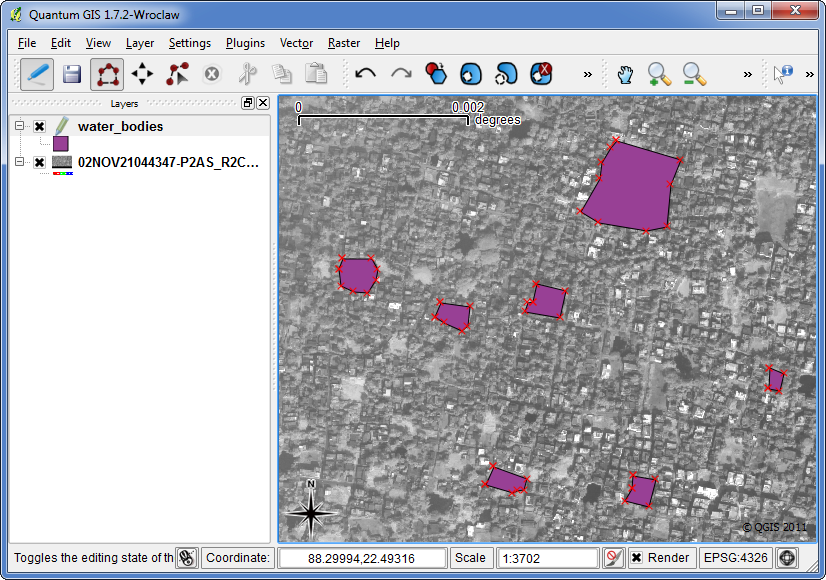 Quantum GIS 1.7.2-Wroclaw
File Edit View Layer Settings Plugins Vector Raster Help
» » »
Layers
water_bodies
02NOV21044347-P2AS_R2C...
0 0.002
degrees
N
© QGIS 2011
Toggles the editing state of th Coordinate: 88.29994,22.49316 Scale 1:3702 Render EPSG:4326